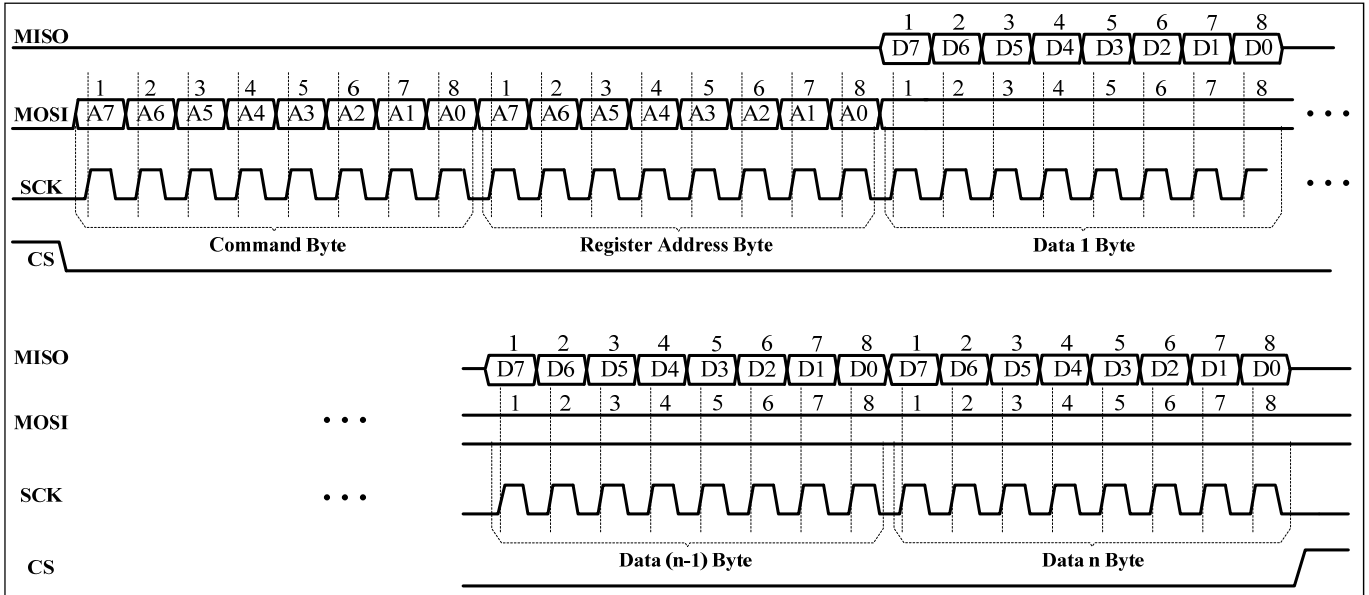 1 2 3 4 5 6 7 8
MISO D7 D6 D5 D4 D3 D2 D1 D0
1 2 3 4 5 6 7 8 1 2 3 4 5 6 7 8 1 2 3 4 5 6 7 8
MOSI A7 A6 A5 A4 A3 A2 A1 A0 A7 A6 A5 A4 A3 A2 A1 A0 • • •
SCK • • •
Command Byte Register Address Byte Data 1 Byte
CS
1 2 3 4 5 6 7 8 1 2 3 4 5 6 7 8
MISO D7 D6 D5 D4 D3 D2 D1 D0 D7 D6 D5 D4 D3 D2 D1 D0
1 2 3 4 5 6 7 8 1 2 3 4 5 6 7 8
MOSI • • •
SCK • • •
Data (n-1) Byte Data n Byte
CS